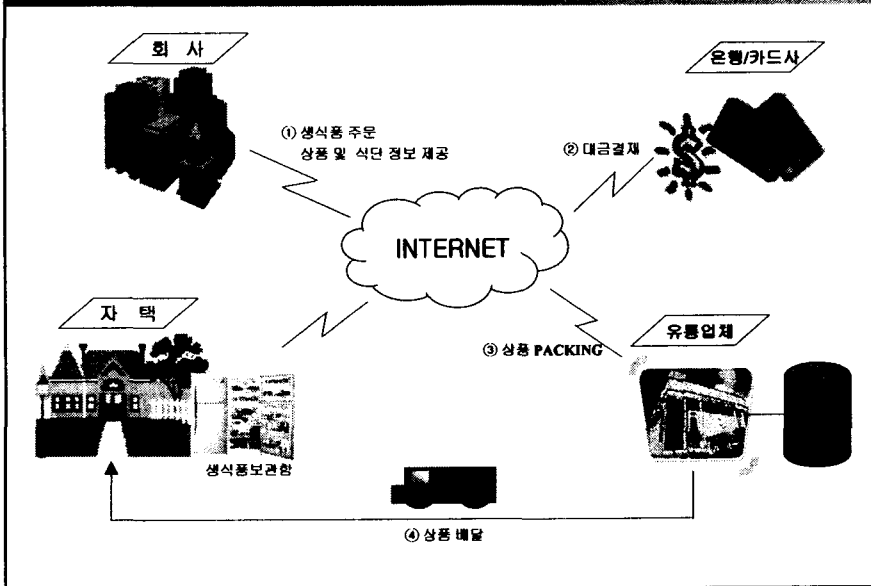 회 사
은행/카드사
① 생식품 주문
상품 및 식단 정보 제공
② 대금결재
INTERNET
자 택
③ 상품 PACKING
유통업체
생식품보관함
④ 상품 배달